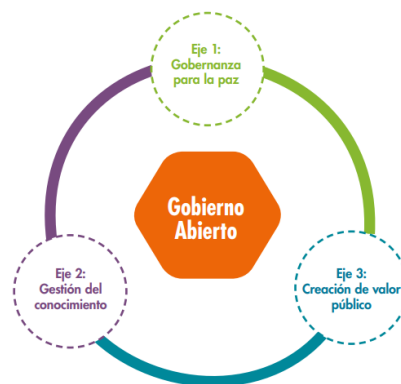 Eje 1:
Gobernanza
para la paz
Gobierno
Abierto
Eje 2:
Gestión del
conocimiento
Eje 3:
Creación de valor
público